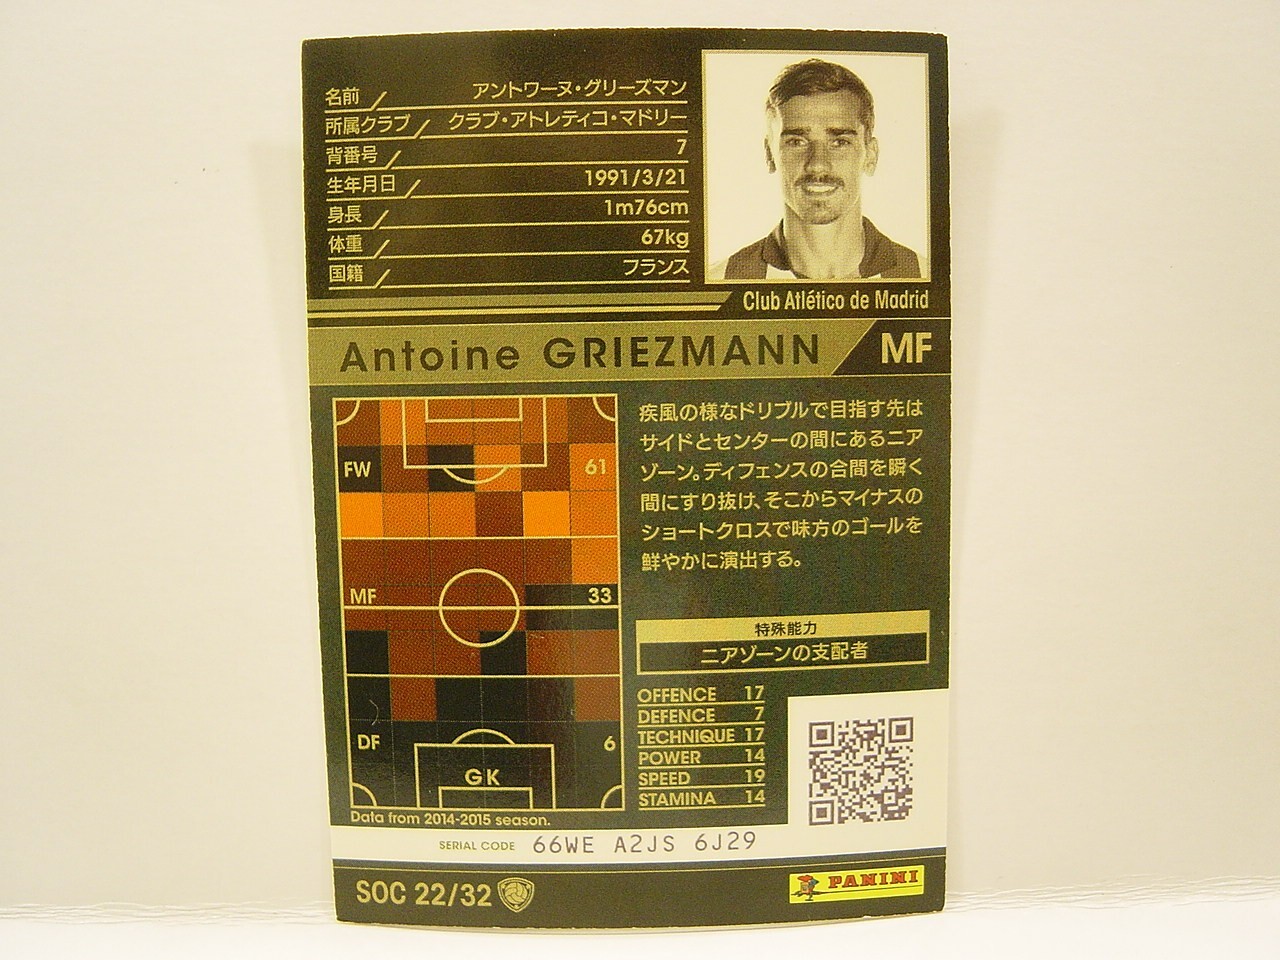 名前 アントワーヌ・グリーズマン
所属クラブ クラブ・アトレティコ・マドリー
背番号 7
生年月日 1991/3/21
身長 1m76cm
体重 67kg
国籍 フランス
Club Atlético de Madrid
Antoine GRIEZMANN MF
FW 61
MF 33
DF 6
GK
Data from 2014-2015 season.
疾風の様なドリブルで目指す先は
サイドとセンターの間にあるニア
ゾーン。ディフェンスの合間を瞬く
間にすり抜け、そこからマイナスの
ショートクロスで味方のゴールを
鮮やかに演出する。
特殊能力
ニアゾーンの支配者
OFFENCE 17
DEFENCE 7
TECHNIQUE 17
POWER 14
SPEED 19
STAMINA 14
SERIAL CODE 66WE A2JS 6J29
SOC 22/32
PANINI